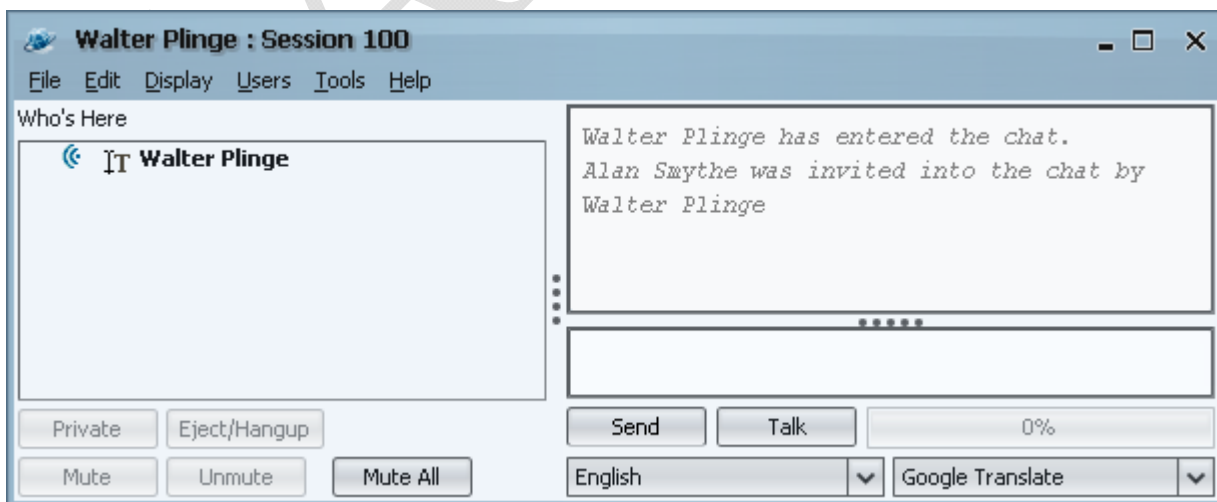 Walter Plinge : Session 100
File Edit Display Users Tools Help
Who's Here
Walter Plinge
Walter Plinge has entered the chat.
Alan Smythe was invited into the chat by
Walter Plinge
Private Eject/Hangup
Mute Unmute Mute All
Send Talk 0%
English Google Translate